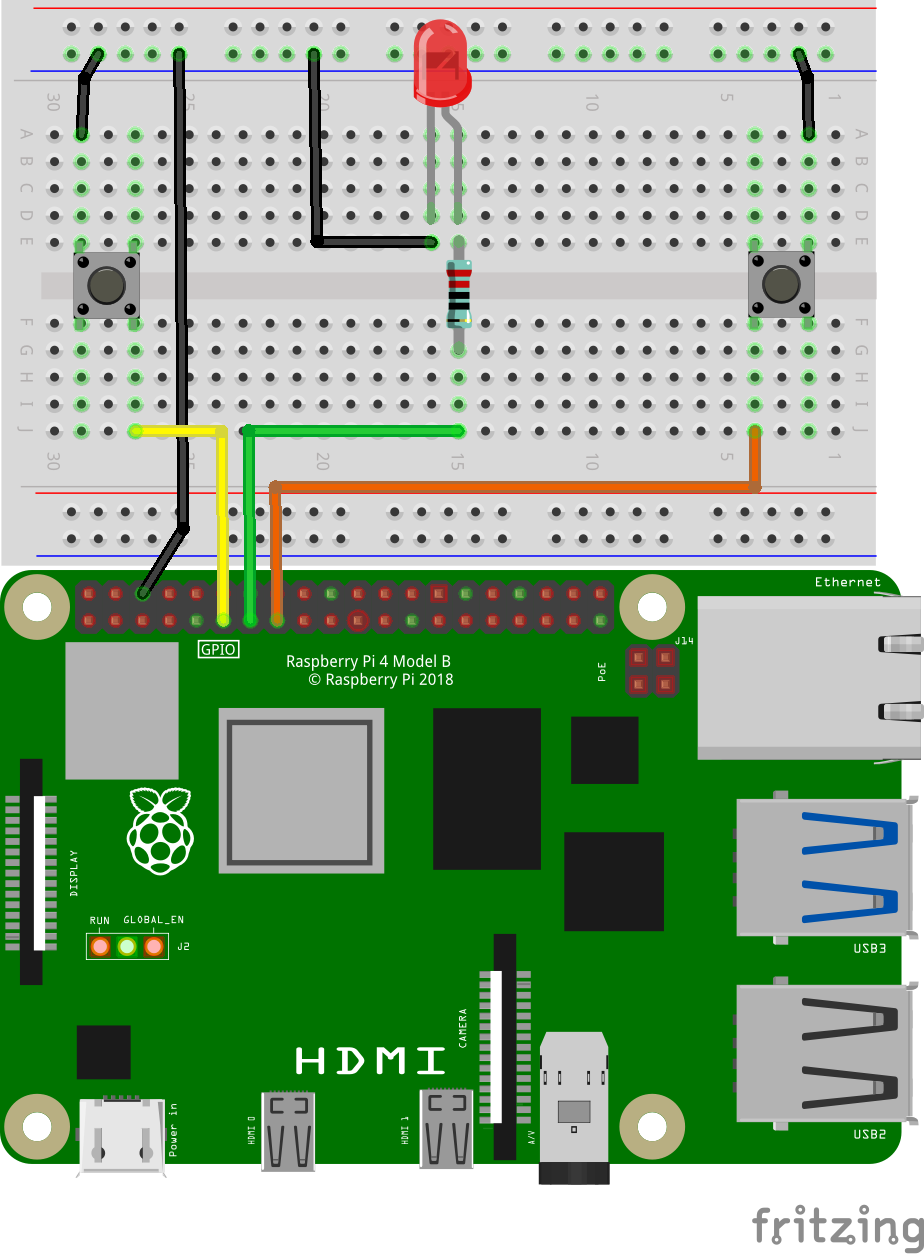 30 25 20 10 5 1
A A
B B
C C
D D
E E
F F
G G
H H
I I
J J
30 20 15 10 5 1
Ethernet
GPIO
J14
PoE
Raspberry Pi 4 Model B
© Raspberry Pi 2018
DISPLAY
RUN GLOBAL_EN
J2
USB3
CAMERA
HDMI
Power in
HDMI 0
HDMI 1
A/V
USB2
fritzing